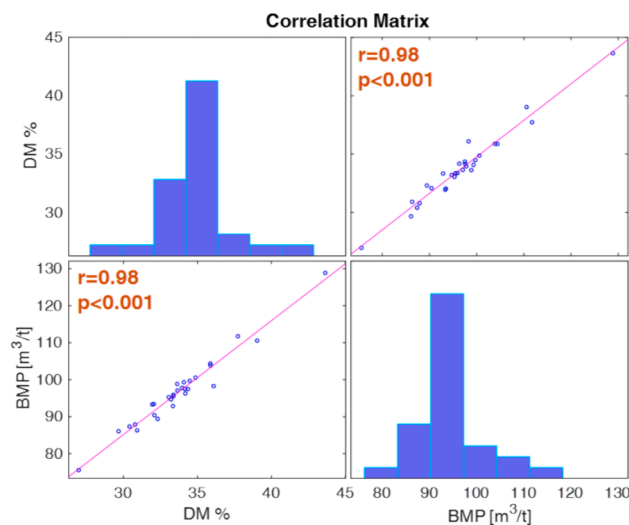 Correlation Matrix
45
40
35
30
DM %
r=0.98
p<0.001
130
120
110
100
90
80
BMP [m³/t]
r=0.98
p<0.001
30
35
40
45
DM %
80
90
100
110
120
130
BMP [m³/t]